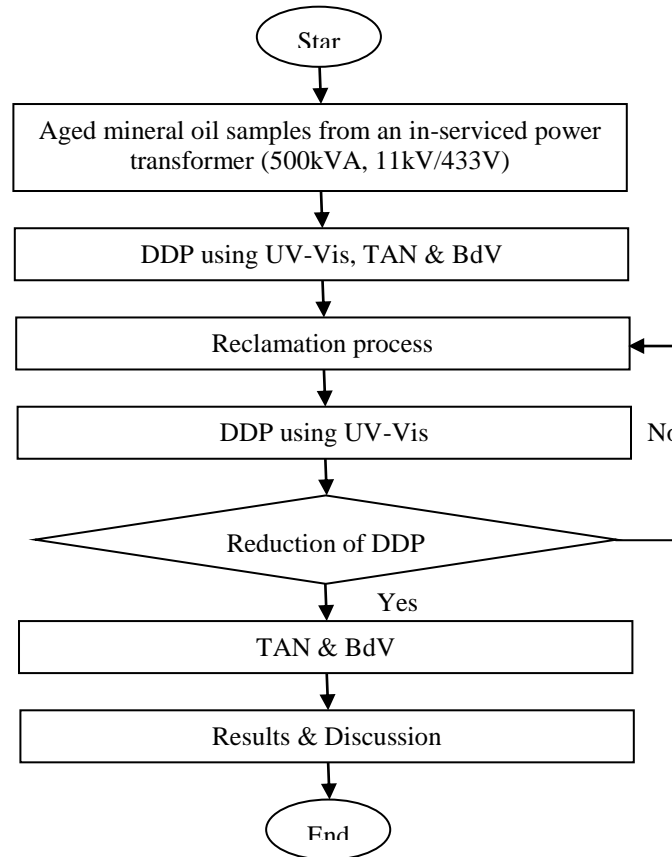 Star
Aged mineral oil samples from an in-serviced power
transformer (500kVA, 11kV/433V)
DDP using UV-Vis, TAN & BdV
Reclamation process
DDP using UV-Vis
No
Reduction of DDP
Yes
TAN & BdV
Results & Discussion
End